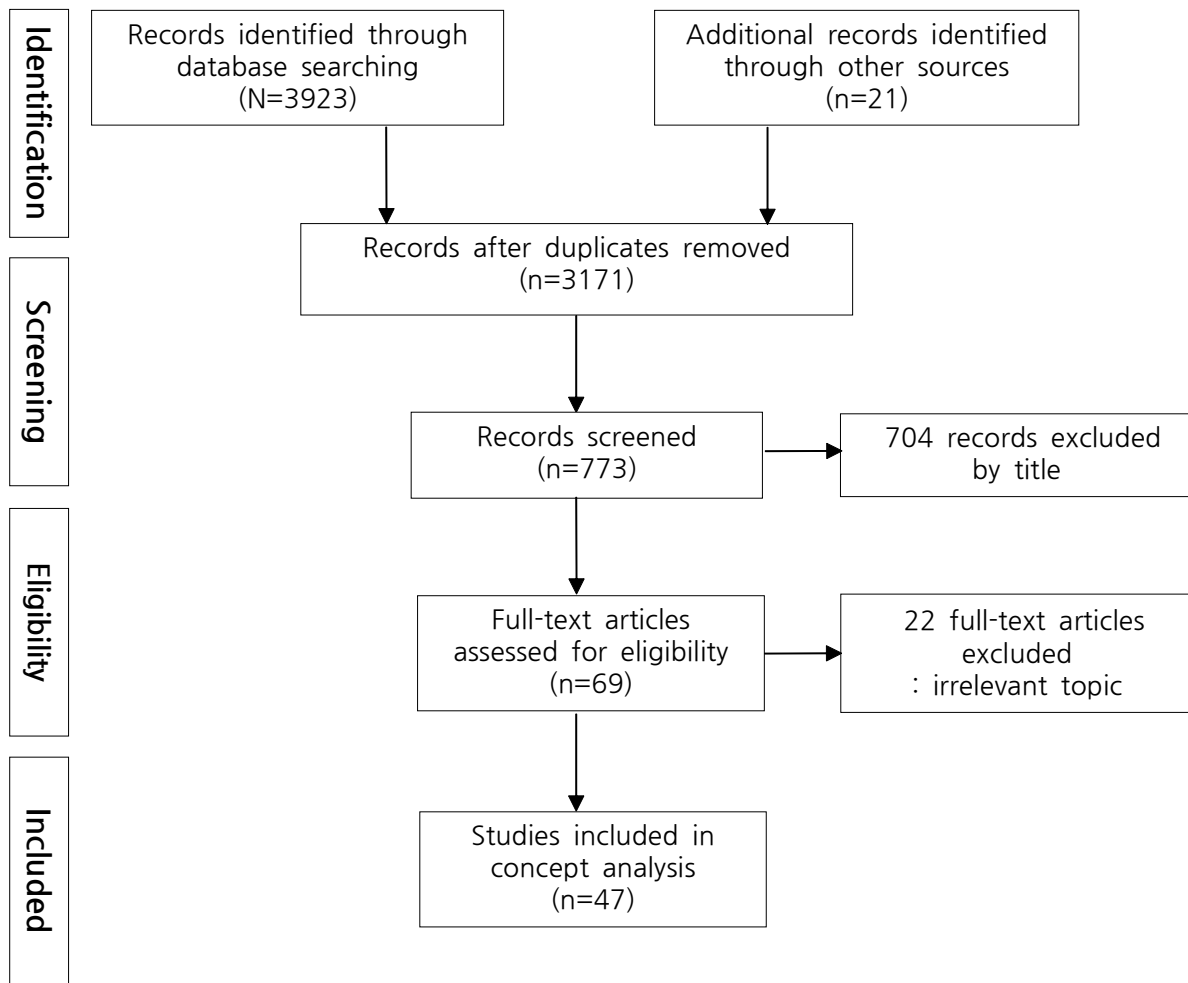 Identification
Records identified through
database searching
(N=3923)
Additional records identified
through other sources
(n=21)
Records after duplicates removed
(n=3171)
Screening
Records screened
(n=773)
704 records excluded
by title
Eligibility
Full-text articles
assessed for eligibility
(n=69)
22 full-text articles
excluded
: irrelevant topic
Included
Studies included in
concept analysis
(n=47)